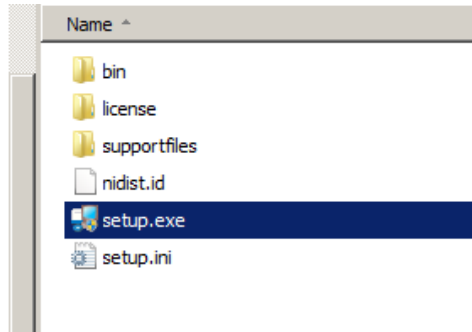 Name
bin
license
supportfiles
nidist.id
setup.exe
setup.ini